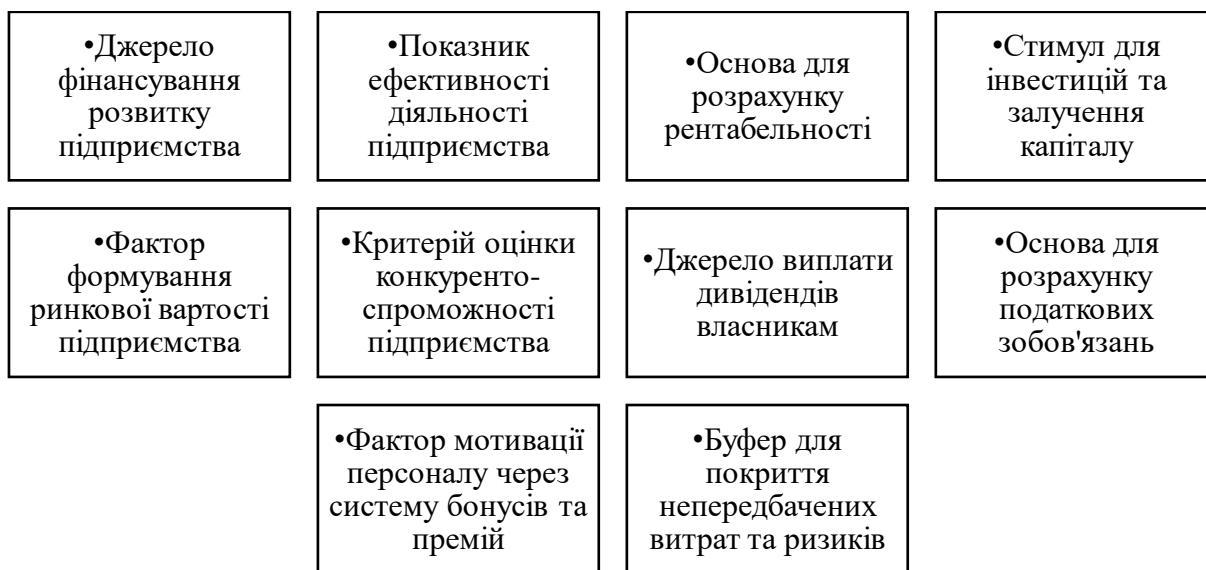 •Джерело
фінансування
розвитку
підприємства
•Показник
ефективності
діяльності
підприємства
•Основа для
розрахунку
рентабельності
•Стимул для
інвестицій та
залучення
капіталу
•Фактор
формування
ринкової вартості
підприємства
•Критерій оцінки
конкуренто-
спроможності
підприємства
•Джерело виплати
дивідендів
власникам
•Основа для
розрахунку
податкових
зобов'язань
•Фактор мотивації
персоналу через
систему бонусів та
премій
•Буфер для
покриття
непередбачених
витрат та ризиків